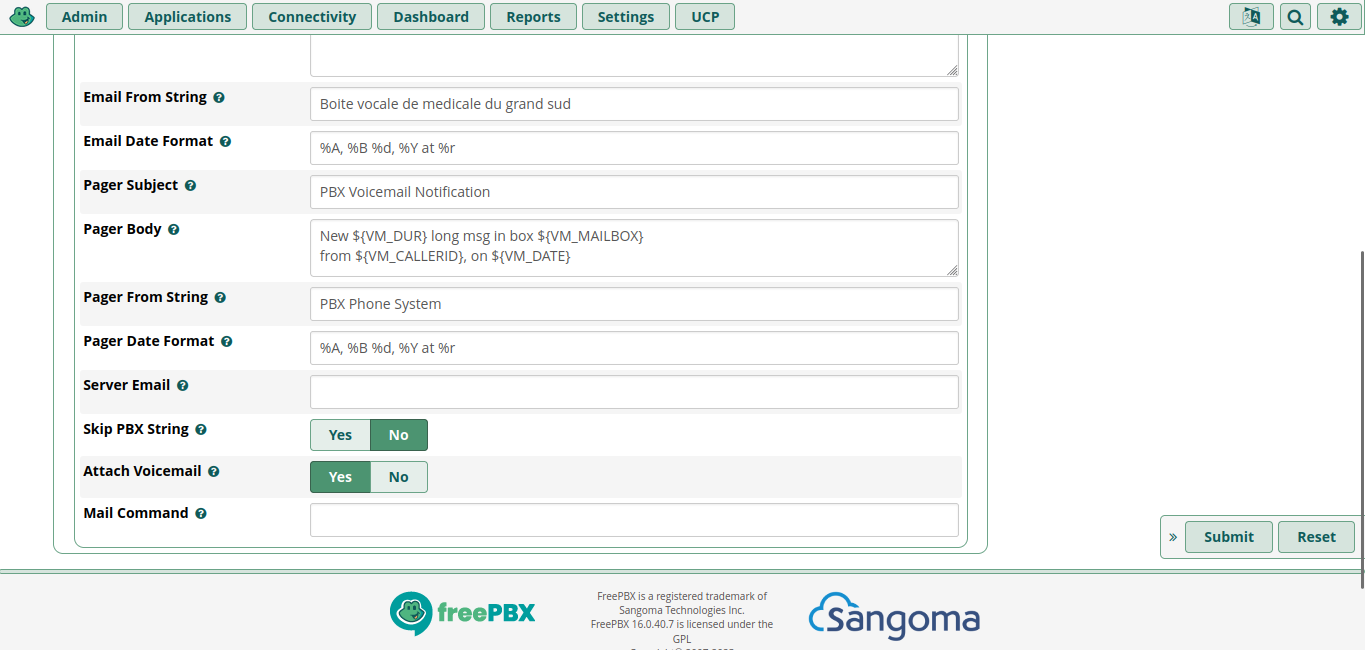 Admin Applications Connectivity Dashboard Reports Settings UCP
Email From String Boite vocale de medicale du grand sud
Email Date Format %A, %B %d, %Y at %r
Pager Subject PBX Voicemail Notification
Pager Body New ${VM_DUR} long msg in box ${VM_MAILBOX}
from ${VM_CALLERID}, on ${VM_DATE}
Pager From String PBX Phone System
Pager Date Format %A, %B %d, %Y at %r
Server Email
Skip PBX String Yes No
Attach Voicemail Yes No
Mail Command
» Submit Reset
freePBX
FreePBX is a registered trademark of
Sangoma Technologies Inc.
FreePBX 16.0.40.7 is licensed under the
GPL
Sangoma